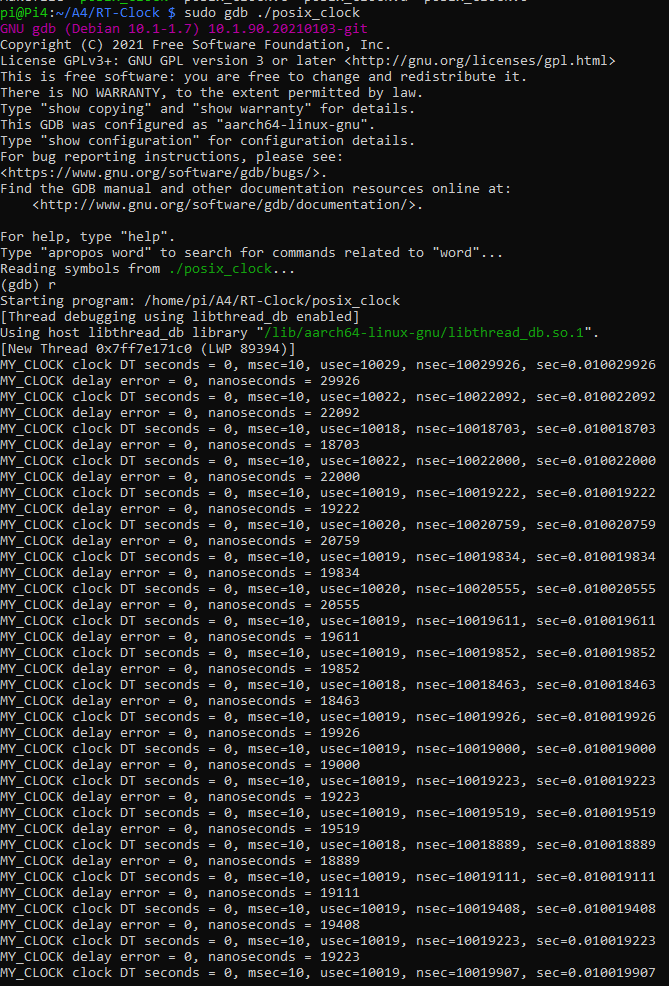 pi@Pi4:~/A4/RT-Clock $ sudo gdb ./posix_clock
GNU gdb (Debian 10.1-1.7) 10.1.90.20210103-git
Copyright (C) 2021 Free Software Foundation, Inc.
License GPLv3+: GNU GPL version 3 or later <http://gnu.org/licenses/gpl.html>
This is free software: you are free to change and redistribute it.
There is NO WARRANTY, to the extent permitted by law.
Type "show copying" and "show warranty" for details.
This GDB was configured as "aarch64-linux-gnu".
Type "show configuration" for configuration details.
For bug reporting instructions, please see:
<https://www.gnu.org/software/gdb/bugs/>.
Find the GDB manual and other documentation resources online at:
    <http://www.gnu.org/software/gdb/documentation/>.

For help, type "help".
Type "apropos word" to search for commands related to "word"...
Reading symbols from ./posix_clock...
(gdb) r
Starting program: /home/pi/A4/RT-Clock/posix_clock
[Thread debugging using libthread_db enabled]
Using host libthread_db library "/lib/aarch64-linux-gnu/libthread_db.so.1".
[New Thread 0x7ff7e171c0 (LWP 89394)]
MY_CLOCK clock DT seconds = 0, msec=10, usec=10029, nsec=10029926, sec=0.010029926
MY_CLOCK delay error = 0, nanoseconds = 29926
MY_CLOCK clock DT seconds = 0, msec=10, usec=10022, nsec=10022092, sec=0.010022092
MY_CLOCK delay error = 0, nanoseconds = 22092
MY_CLOCK clock DT seconds = 0, msec=10, usec=10018, nsec=10018703, sec=0.010018703
MY_CLOCK delay error = 0, nanoseconds = 18703
MY_CLOCK clock DT seconds = 0, msec=10, usec=10022, nsec=10022000, sec=0.010022000
MY_CLOCK delay error = 0, nanoseconds = 22000
MY_CLOCK clock DT seconds = 0, msec=10, usec=10019, nsec=10019222, sec=0.010019222
MY_CLOCK delay error = 0, nanoseconds = 19222
MY_CLOCK clock DT seconds = 0, msec=10, usec=10020, nsec=10020759, sec=0.010020759
MY_CLOCK delay error = 0, nanoseconds = 20759
MY_CLOCK clock DT seconds = 0, msec=10, usec=10019, nsec=10019834, sec=0.010019834
MY_CLOCK delay error = 0, nanoseconds = 19834
MY_CLOCK clock DT seconds = 0, msec=10, usec=10020, nsec=10020555, sec=0.010020555
MY_CLOCK delay error = 0, nanoseconds = 20555
MY_CLOCK clock DT seconds = 0, msec=10, usec=10019, nsec=10019611, sec=0.010019611
MY_CLOCK delay error = 0, nanoseconds = 19611
MY_CLOCK clock DT seconds = 0, msec=10, usec=10019, nsec=10019852, sec=0.010019852
MY_CLOCK delay error = 0, nanoseconds = 19852
MY_CLOCK clock DT seconds = 0, msec=10, usec=10018, nsec=10018463, sec=0.010018463
MY_CLOCK delay error = 0, nanoseconds = 18463
MY_CLOCK clock DT seconds = 0, msec=10, usec=10019, nsec=10019926, sec=0.010019926
MY_CLOCK delay error = 0, nanoseconds = 19926
MY_CLOCK clock DT seconds = 0, msec=10, usec=10019, nsec=10019000, sec=0.010019000
MY_CLOCK delay error = 0, nanoseconds = 19000
MY_CLOCK clock DT seconds = 0, msec=10, usec=10019, nsec=10019223, sec=0.010019223
MY_CLOCK delay error = 0, nanoseconds = 19223
MY_CLOCK clock DT seconds = 0, msec=10, usec=10019, nsec=10019519, sec=0.010019519
MY_CLOCK delay error = 0, nanoseconds = 19519
MY_CLOCK clock DT seconds = 0, msec=10, usec=10018, nsec=10018889, sec=0.010018889
MY_CLOCK delay error = 0, nanoseconds = 18889
MY_CLOCK clock DT seconds = 0, msec=10, usec=10019, nsec=10019111, sec=0.010019111
MY_CLOCK delay error = 0, nanoseconds = 19111
MY_CLOCK clock DT seconds = 0, msec=10, usec=10019, nsec=10019408, sec=0.010019408
MY_CLOCK delay error = 0, nanoseconds = 19408
MY_CLOCK clock DT seconds = 0, msec=10, usec=10019, nsec=10019223, sec=0.010019223
MY_CLOCK delay error = 0, nanoseconds = 19223
MY_CLOCK clock DT seconds = 0, msec=10, usec=10019, nsec=10019907, sec=0.010019907